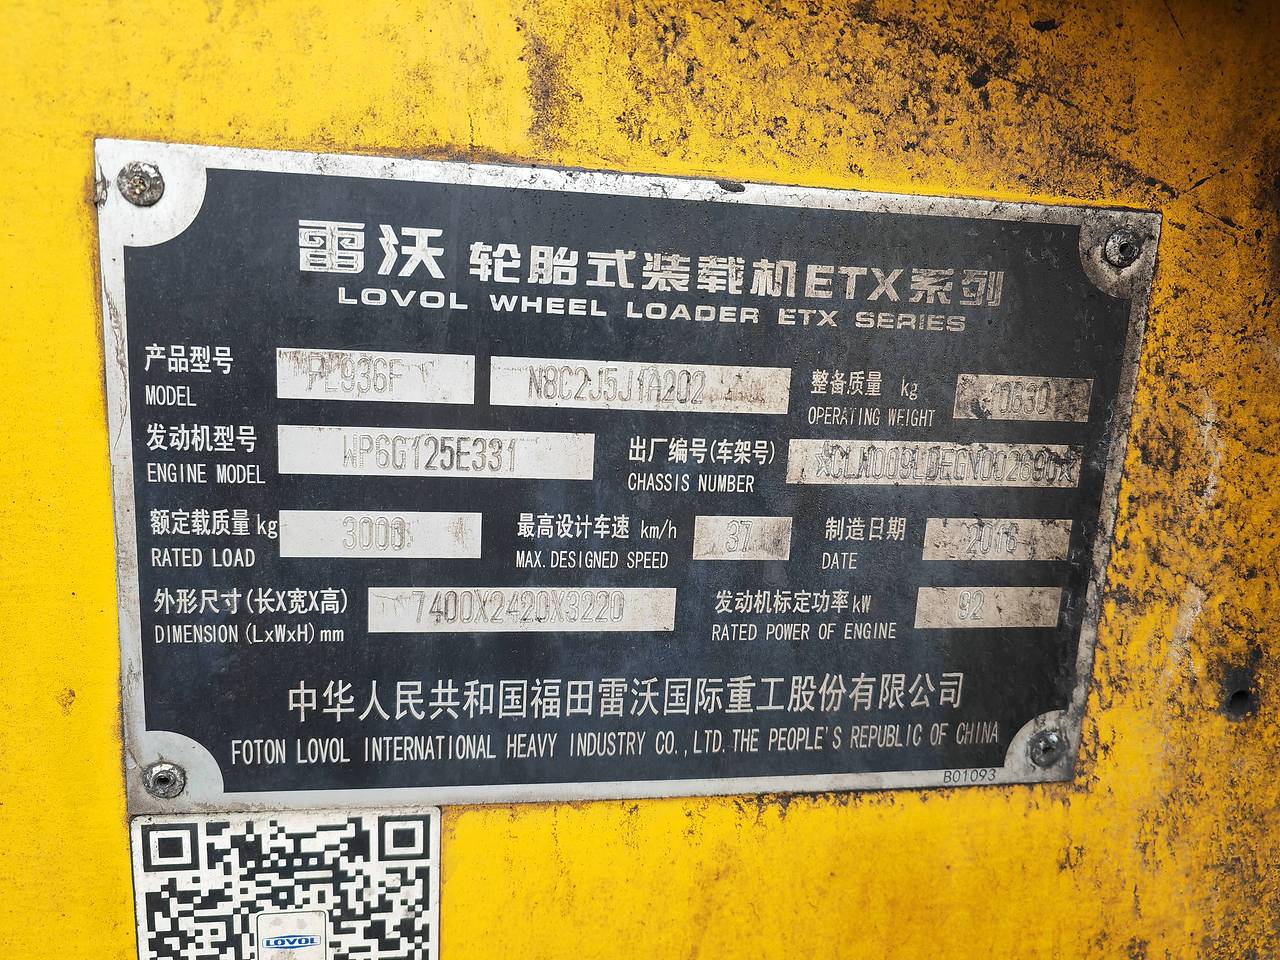 雷沃 轮胎式装载机ETX系列
LOVOL WHEEL LOADER ETX SERIES
产品型号 FL936F N8C2J5J1A202 整备质量 kg
MODEL OPERATING WEIGHT
发动机型号 WP6G125E331 出厂编号(车架号)
ENGINE MODEL CHASSIS NUMBER
额定载质量kg 3000 最高设计车速 km/h 37 制造日期 2016
RATED LOAD MAX.DESIGNED SPEED DATE
外形尺寸(长X宽X高) 7400X2420X3220 发动机标定功率kW 92
DIMENSION(LxWxH)mm RATED POWER OF ENGINE
中华人民共和国福田雷沃国际重工股份有限公司
FOTON LOVOL INTERNATIONAL HEAVY INDUSTRY CO.,LTD.THE PEOPLE'S REPUBLIC OF CHINA
B01093
LOVOL